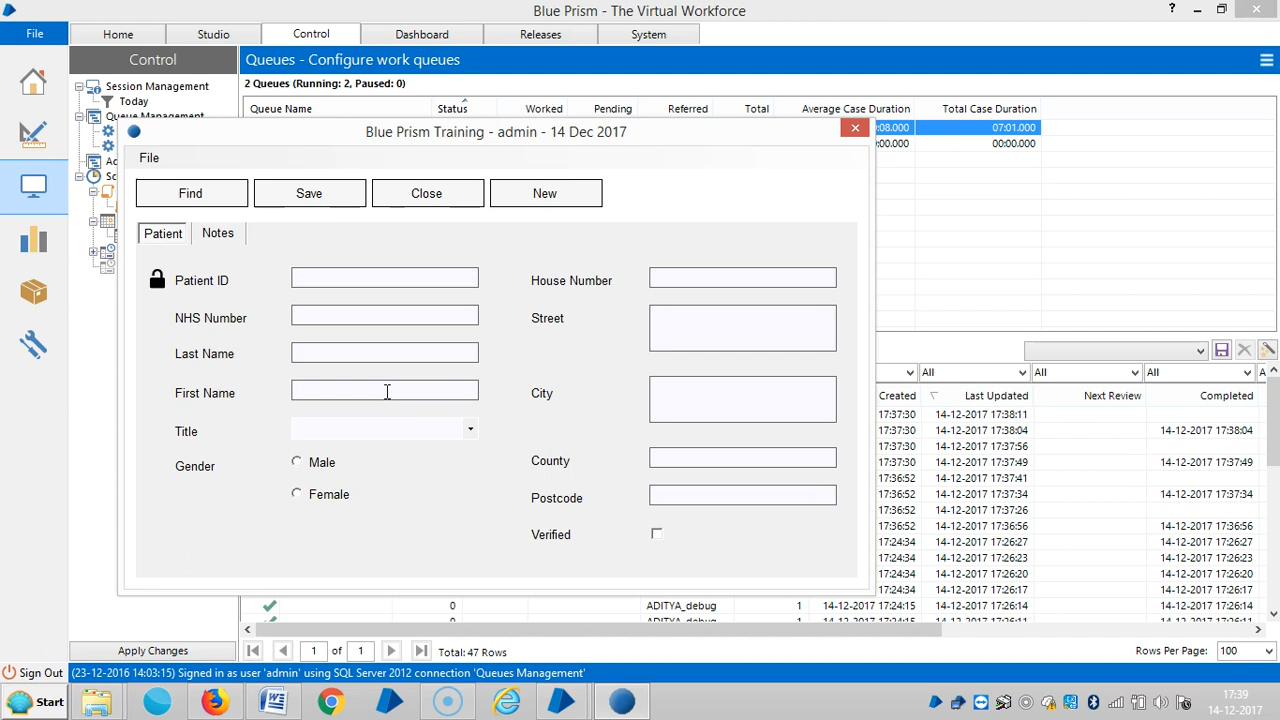 Blue Prism - The Virtual Workforce
File Home Studio Control Dashboard Releases System
Control
Queues - Configure work queues
Session Management
Today
Queue Management
2 Queues (Running: 2, Paused: 0)
Queue Name Status Worked Pending Referred Total Average Case Duration Total Case Duration
:08.000 07:01.000
:00.000 00:00.000
Blue Prism Training - admin - 14 Dec 2017
File
Find Save Close New
Patient Notes
Patient ID
NHS Number
Last Name
First Name
Title
Gender
Male
Female
House Number
Street
City
County
Postcode
Verified
All All All
Created Last Updated Next Review Completed
17:37:30 14-12-2017 17:38:11
17:37:30 14-12-2017 17:38:04 14-12-2017 17:38:04
17:37:30 14-12-2017 17:37:56
17:37:30 14-12-2017 17:37:49 14-12-2017 17:37:49
17:36:52 14-12-2017 17:37:41
17:36:52 14-12-2017 17:37:34 14-12-2017 17:37:34
17:36:52 14-12-2017 17:37:26
17:36:52 14-12-2017 17:36:56 14-12-2017 17:36:56
17:24:34 14-12-2017 17:26:27 14-12-2017 17:26:27
17:24:34 14-12-2017 17:26:23 14-12-2017 17:26:23
17:24:34 14-12-2017 17:26:20 14-12-2017 17:26:20
17:24:34 14-12-2017 17:26:17 14-12-2017 17:26:17
0 ADITYA_debug 1 14-12-2017 17:24:15 14-12-2017 17:26:14 14-12-2017 17:26:14
Apply Changes
1 of 1 Total: 47 Rows Rows Per Page: 100
Sign Out (23-12-2016 14:03:15) Signed in as user 'admin' using SQL Server 2012 connection 'Queues Management'
Start
17:39
14-12-2017